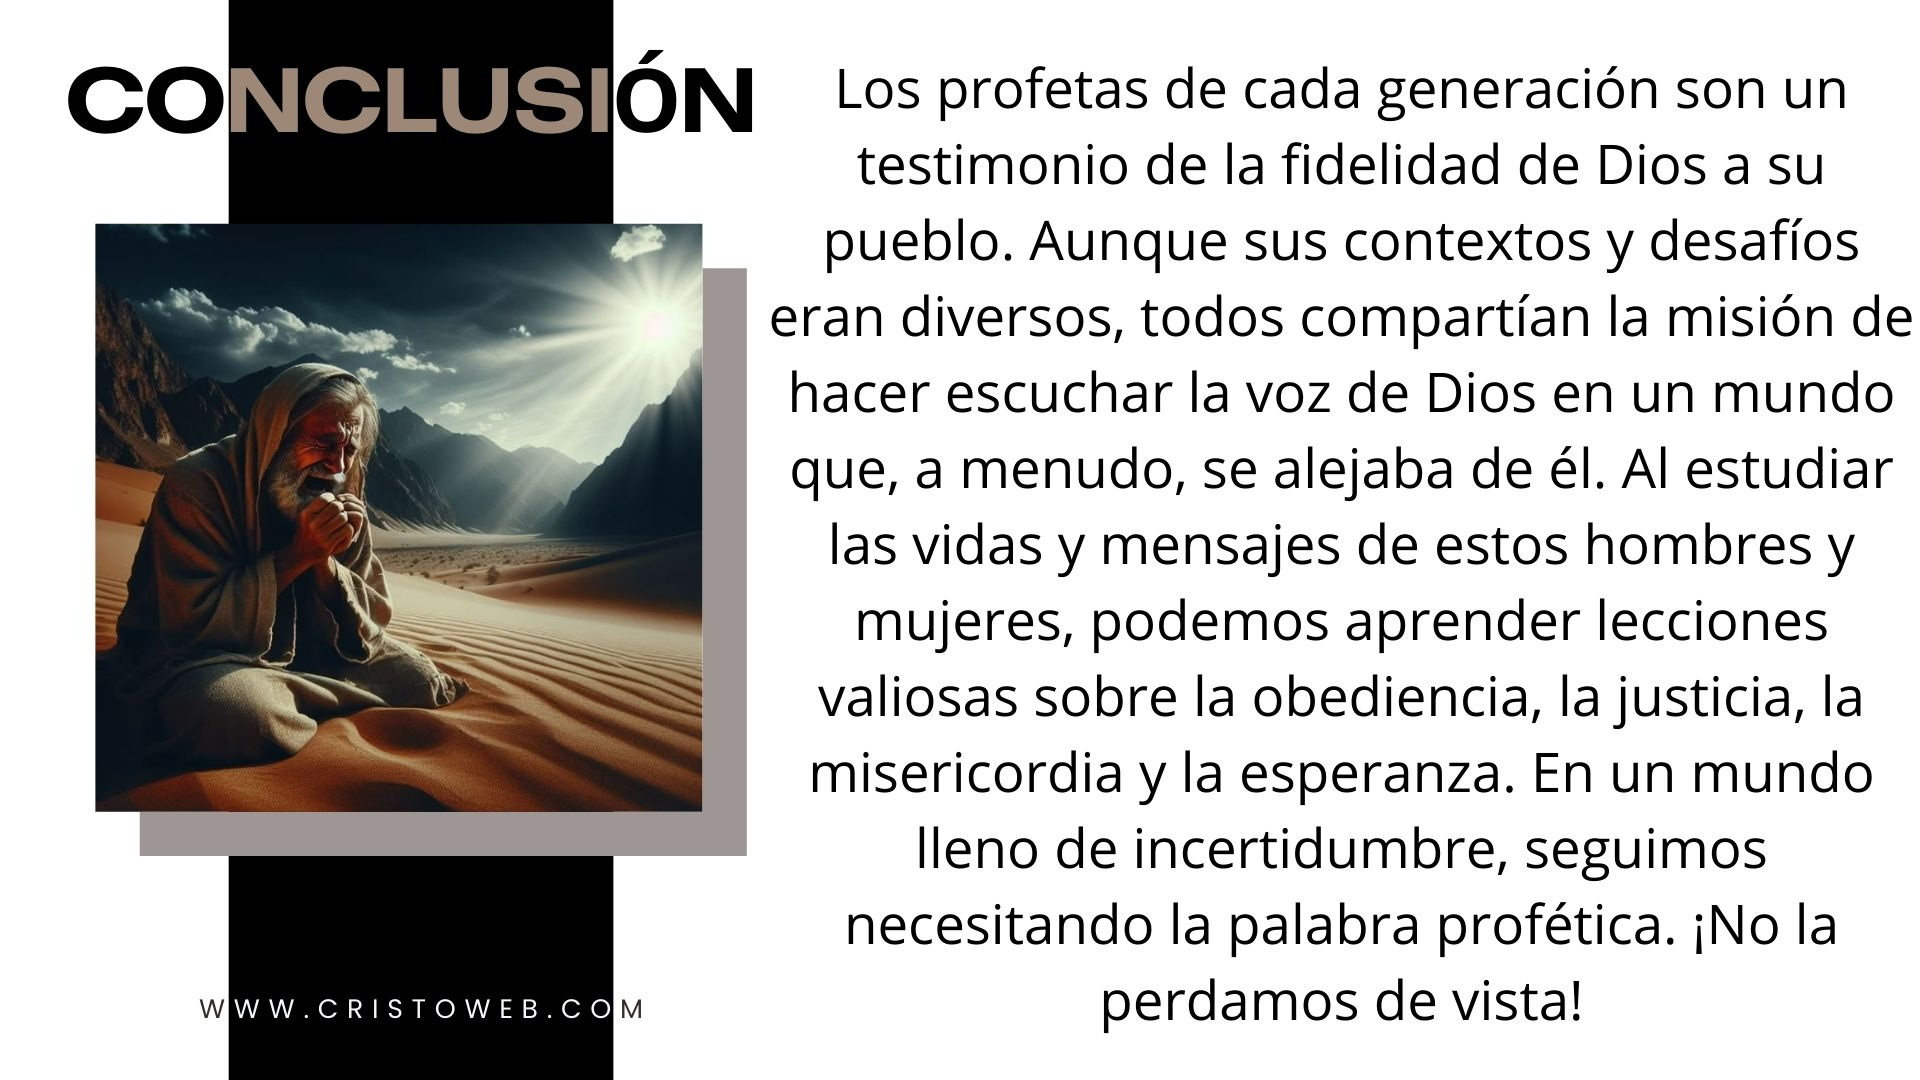 CONCLUSIÓN
Los profetas de cada generación son un
testimonio de la fidelidad de Dios a su
pueblo. Aunque sus contextos y desafíos
eran diversos, todos compartían la misión de
hacer escuchar la voz de Dios en un mundo
que, a menudo, se alejaba de él. Al estudiar
las vidas y mensajes de estos hombres y
mujeres, podemos aprender lecciones
valiosas sobre la obediencia, la justicia, la
misericordia y la esperanza. En un mundo
lleno de incertidumbre, seguimos
necesitando la palabra profética. ¡No la
perdamos de vista!
WWW.CRISTOWEB.COM